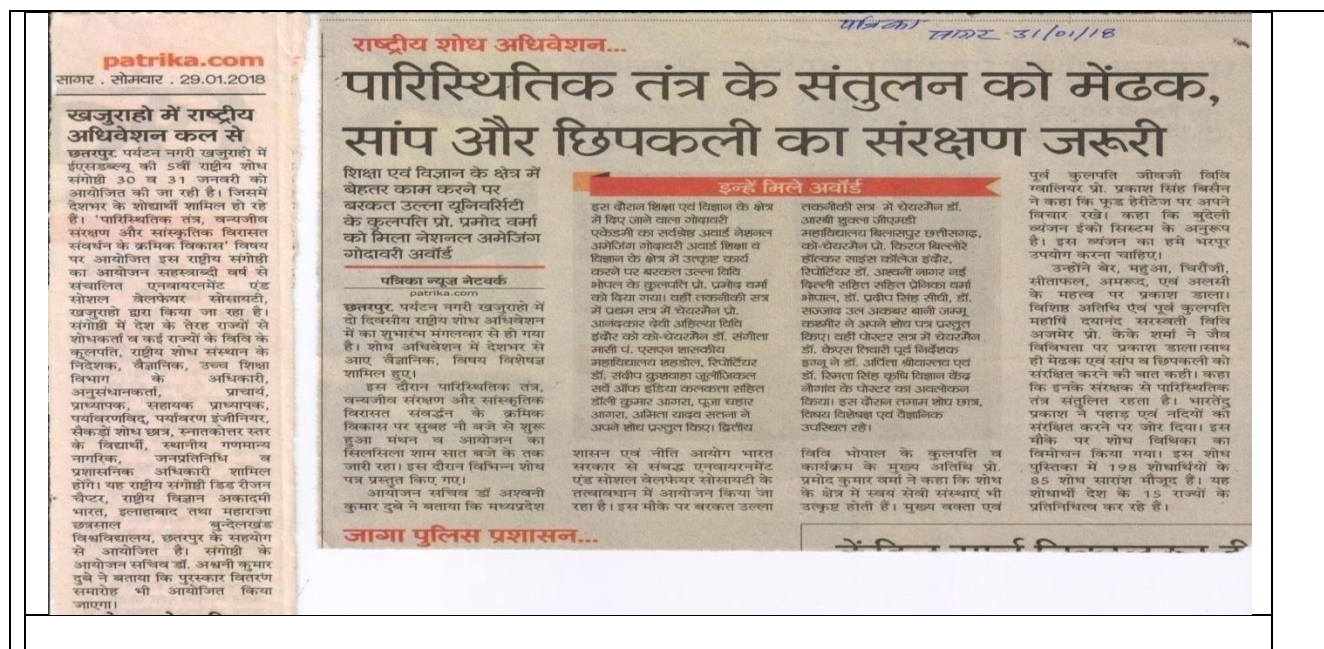 patrika.com
सागर . सोमवार . 29.01.2018
खजुराहो में राष्ट्रीय
अधिवेशन कल से
छतरपुर. पर्यटन नगरी खजुराहो में
ईएसडब्ल्यू की 5वीं राष्ट्रीय शोध
संगोष्ठी 30 व 31 जनवरी को
आयोजित की जा रही है। जिसमें
देशभर के शोधार्थी शामिल हो रहे
हैं। 'पारिस्थितिक तंत्र, वन्यजीव
संरक्षण और सांस्कृतिक विरासत
संवर्धन के क्रमिक विकास' विषय
पर आयोजित इस राष्ट्रीय संगोष्ठी
का आयोजन सहस्त्राब्दी वर्ष से
संचालित एनवायरनमेंट एंड
सोशल वेलफेयर सोसायटी,
खजुराहो द्वारा किया जा रहा है।
संगोष्ठी में देश के तेरह राज्यों से
शोधकर्ता व कई राज्यों के विवि के
कुलपति, राष्ट्रीय शोध संस्थान के
निदेशक, वैज्ञानिक, उच्च शिक्षा
विभाग के अधिकारी,
अनुसंधानकर्ता, प्राचार्य,
प्राध्यापक, सहायक प्राध्यापक,
पर्यावरणविद, पर्यावरण इंजीनियर,
सैकड़ों शोध छात्र, स्नातकोत्तर स्तर
के विद्यार्थी, स्थानीय गणमान्य
नागरिक, जनप्रतिनिधि व
प्रशासनिक अधिकारी शामिल
होंगे। यह राष्ट्रीय संगोष्ठी डिड रीजन
चैप्टर, राष्ट्रीय विज्ञान अकादमी
भारत, इलाहाबाद तथा महाराजा
छत्रसाल बुन्देलखंड
विश्वविद्यालय, छतरपुर के सहयोग
से आयोजित है। संगोष्ठी के
आयोजन सचिव डॉ. अश्वनी कुमार
दुबे ने बताया कि पुरस्कार वितरण
समारोह भी आयोजित किया
जाएगा।
पत्रिका सागर 31/01/18
राष्ट्रीय शोध अधिवेशन...
पारिस्थितिक तंत्र के संतुलन को मेंढक,
सांप और छिपकली का संरक्षण जरूरी
शिक्षा एवं विज्ञान के क्षेत्र में
बेहतर काम करने पर
बरकत उल्ला यूनिवर्सिटी
के कुलपति प्रो. प्रमोद वर्मा
को मिला नेशनल अमेजिंग
गोदावरी अवॉर्ड
पत्रिका न्यूज नेटवर्क
patrika.com
छतरपुर. पर्यटन नगरी खजुराहो में
दो दिवसीय राष्ट्रीय शोध अधिवेशन
में का शुभारंभ मंगलवार से हो गया
है। शोध अधिवेशन में देशभर से
आए वैज्ञानिक, विषय विशेषज्ञ
शामिल हुए।
इस दौरान पारिस्थितिक तंत्र,
वन्यजीव संरक्षण और सांस्कृतिक
विरासत संवर्द्धन के क्रमिक
विकास पर सुबह नौ बजे से शुरू
हुआ मंथन व आयोजन का
सिलसिला शाम सात बजे के तक
जारी रहा। इस दौरान विभिन्न शोध
पत्र प्रस्तुत किए गए।
आयोजन सचिव डॉ अश्वनी
कुमार दुबे ने बताया कि मध्यप्रदेश
इन्हें मिले अवॉर्ड
इस दौरान शिक्षा एवं विज्ञान के क्षेत्र
में दिए जाने वाला गोदावरी
एकेडमी का सर्वश्रेष्ठ अवार्ड नेशनल
अमेजिंग गोदावरी अवार्ड शिक्षा व
विज्ञान के क्षेत्र में उत्कृष्ट कार्य
करने पर बरकत उल्ला विवि
भोपाल के कुलपति प्रो. प्रमोद वर्मा
को दिया गया। वहीं तकनीकी सत्र
में प्रथम सत्र में चेयरमैन प्रो.
आनंदकार देवी अहिल्या विवि
इंदौर को को-चेयरमैन डॉ. संगीता
मासी पं. एसएन शासकीय
महाविद्यालय शहडोल, रिपोर्टियर
डॉ. संदीप कुशवाहा जूलॉजिकल
सर्वे ऑफ इंडिया कलकता सहित
डॉली कुमार आगरा, पूजा चहार
आगरा, अमिता यादव सतना ने
अपने शोध प्रस्तुत किए। द्वितीय
तकनीकी सत्र में चेयरमैन डॉ.
आरबी शुक्ला जीएमडी
महाविद्यालय बिलासपुर छत्तीसगढ़,
को-चेयरमैन प्रो. किरण बिल्लोरे
हॉल्कर साइंस कॉलेज इंदौर,
रिपोर्टियर डॉ. अश्वनी नागर नई
दिल्ली सहित सहित प्रेणिका वर्मा
भोपाल, डॉ. प्रदीप सिंह सीधी, डॉ.
सज्जाद उल अकबर बानी जम्मू
कश्मीर ने अपने शोध पत्र प्रस्तुत
किए। वहीं पोस्टर सत्र में चेयरमैन
डॉ. केएस तिवारी पूर्व निर्देशक
इग्नू ने डॉ. अर्पिता श्रीवास्तव एवं
डॉ. स्मिता सिंह कृषि विज्ञान केंद्र
नौगांव के पोस्टर का अवलोकन
किया। इस दौरान तमाम शोध छात्र,
विषय विशेषज्ञ एवं वैज्ञानिक
उपस्थित रहे।
शासन एवं नीति आयोग भारत
सरकार से संबद्ध एनवायरनमेंट
एंड सोशल वेलफेयर सोसायटी के
तत्वावधान में आयोजन किया जा
रहा है। इस मौके पर बरकत उल्ला
विवि भोपाल के कुलपति व
कार्यक्रम के मुख्य अतिथि प्रो.
प्रमोद कुमार वर्मा ने कहा कि शोध
के क्षेत्र में स्वयं सेवी संस्थाएं भी
उत्कृष्ट होती हैं। मुख्य वक्ता एवं
पूर्व कुलपति जीवजी विवि
ग्वालियर प्रो. प्रकाश सिंह बिसैन
ने कहा कि फूड हेरीटेज पर अपने
विचार रखे। कहा कि बुंदेली
व्यंजन ईको सिस्टम के अनुरूप
है। इस व्यंजन का हमे भरपूर
उपयोग करना चाहिए।
उन्होंने बेर, महुंआ, चिरौंजी,
सीताफल, अमरूद, एवं अलसी
के महत्व पर प्रकाश डाला।
विशिष्ठ अतिथि एवं पूर्व कुलपति
महर्षि दयानंद सरस्वती विवि
अजमेर प्रो. केके शर्मा ने जैव
विविधता पर प्रकाश डाला।साथ
ही मेंढक एवं सांप व छिपकली को
संरक्षित करने की बात कही। कहा
कि इनके संरक्षक से पारिस्थितिक
तंत्र संतुलित रहता है। भारतेंदु
प्रकाश ने पहाड़ एवं नदियों को
संरक्षित करने पर जोर दिया। इस
मौके पर शोध विथिका का
विमोचन किया गया। इस शोध
पुस्तिका में 198 शोधार्थियों के
85 शोध सारांश मौजूद हैं। यह
शोधार्थी देश के 15 राज्यों के
प्रतिनिधित्व कर रहे हैं।
जागा पुलिस प्रशासन...